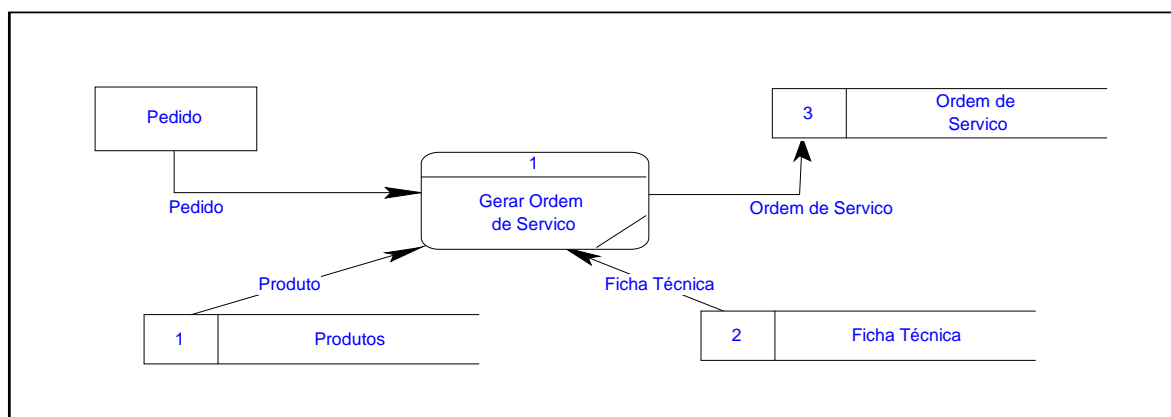 Pedido
3
Ordem de
Servico
1
Gerar Ordem
de Servico
Pedido
Ordem de Servico
Produto
Ficha Técnica
1
Produtos
2
Ficha Técnica